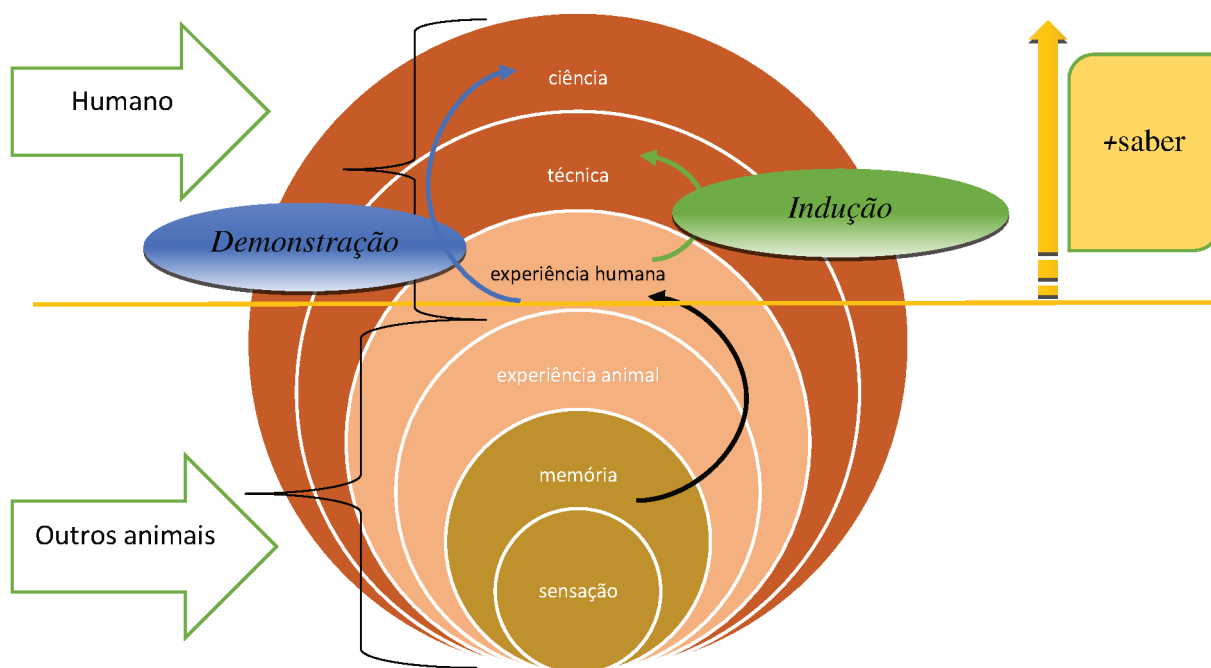 ciência
Humano
+saber
técnica
Indução
Demonstração
experiência humana
experiência animal
memória
Outros animais
sensação